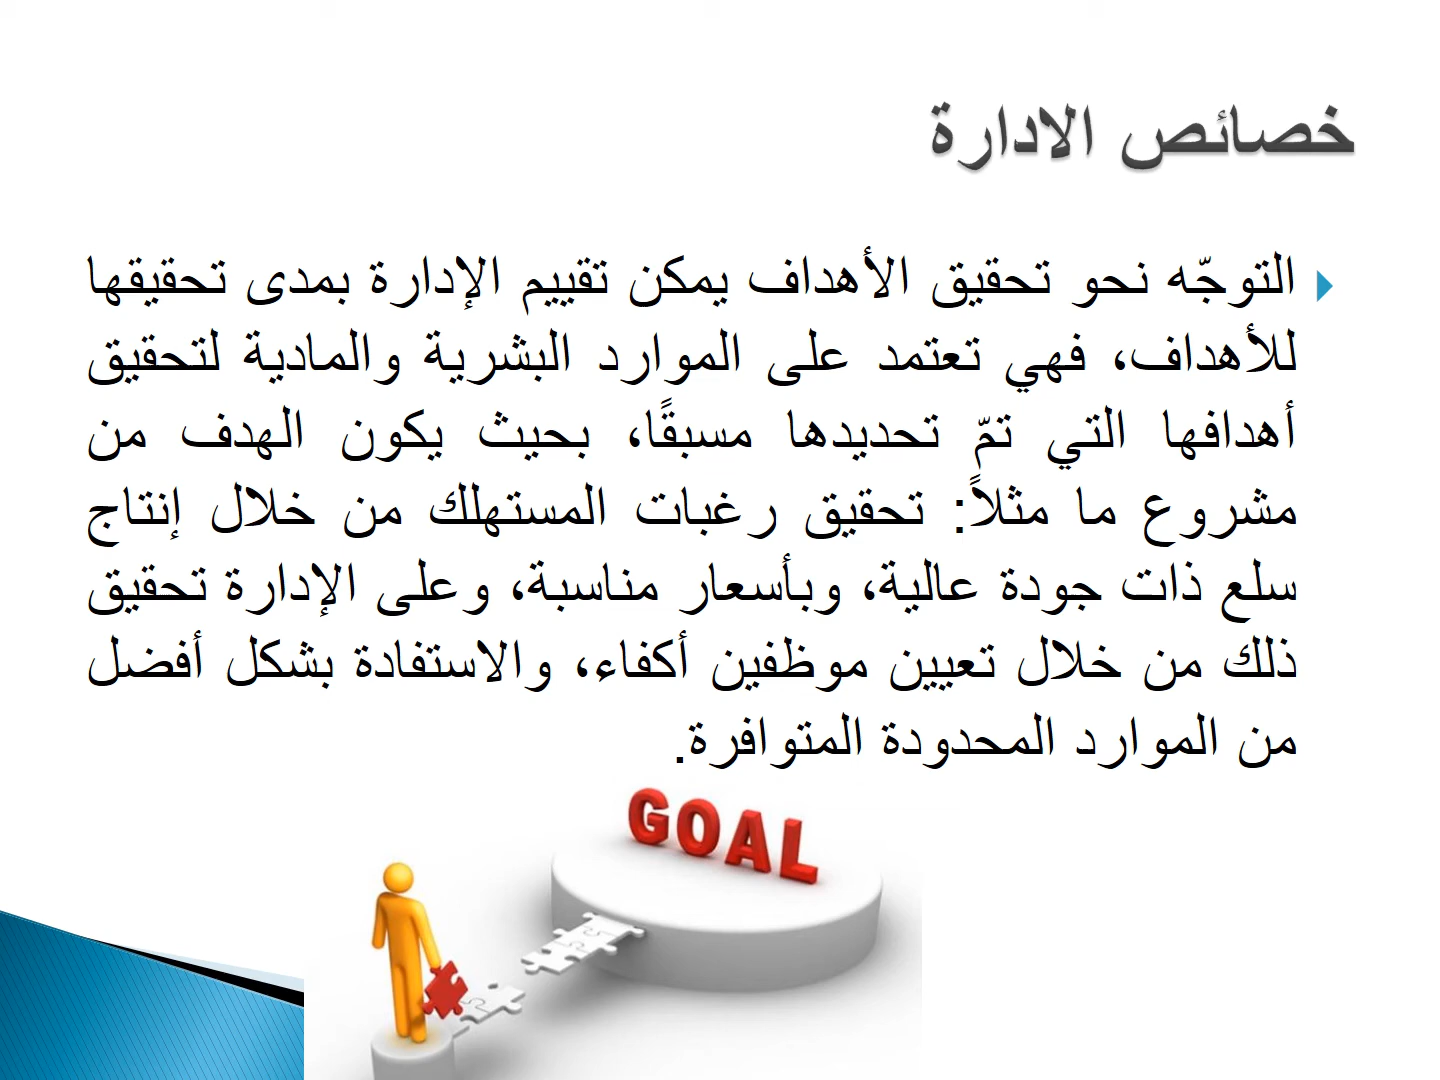 خصائص الادارة
التوجّه نحو تحقيق الأهداف يمكن تقييم الإدارة بمدى تحقيقها
للأهداف، فهي تعتمد على الموارد البشرية والمادية لتحقيق
أهدافها التي تمّ تحديدها مسبقًا، بحيث يكون الهدف من
مشروع ما مثلاً: تحقيق رغبات المستهلك من خلال إنتاج
سلع ذات جودة عالية، وبأسعار مناسبة، وعلى الإدارة تحقيق
ذلك من خلال تعيين موظفين أكفاء، والاستفادة بشكل أفضل
من الموارد المحدودة المتوافرة.
GOAL